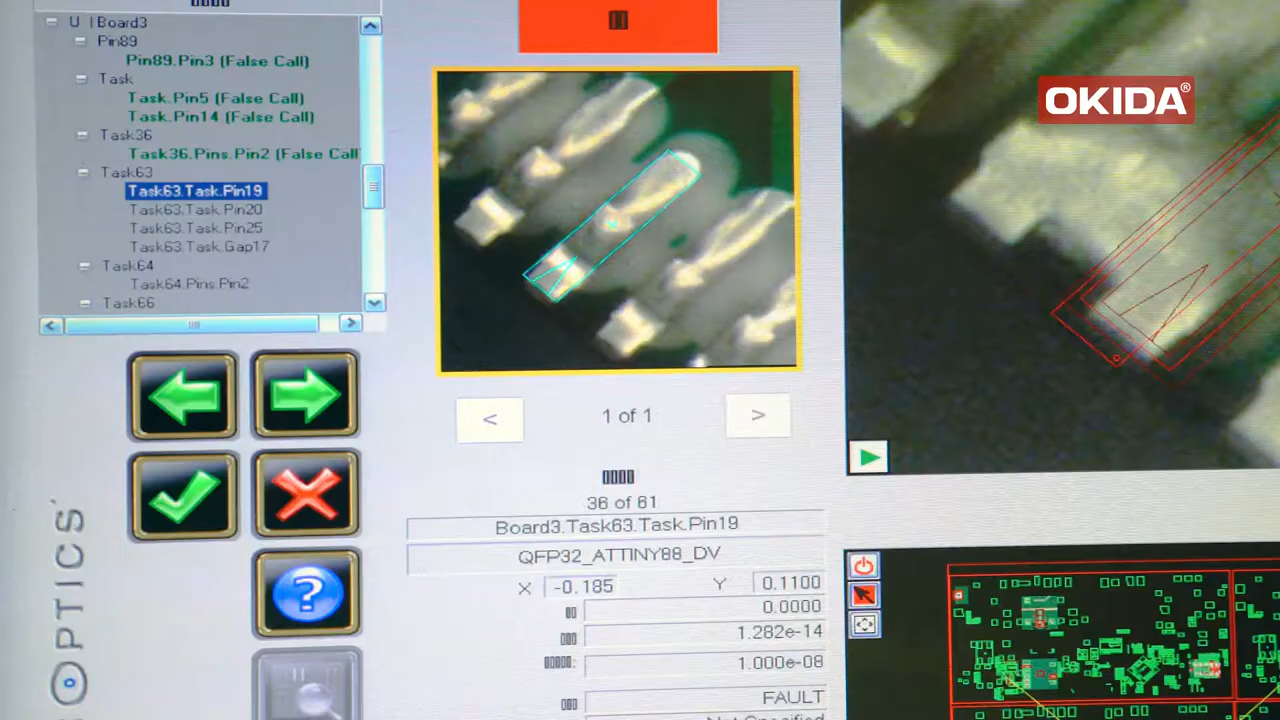 U | Board3
Pin89
Pin89.Pin3 (False Call)
Task
Task.Pin5 (False Call)
Task.Pin14 (False Call)
Task36
Task36.Pins.Pin2 (False Call
Task63
Task63.Task.Pin19
Task63.Task.Pin20
Task63.Task.Pin25
Task63.Task.Gap17
Task64
Task64.Pins.Pin2
Task66
OKIDA®
< 1 of 1 >
36 of 61
Board3.Task63.Task.Pin19
QFP32_ATTINY88_DV
X -0.185 Y 0.1100
0.0000
1.282e-14
1.000e-08
FAULT
Not Specified
OPTICS